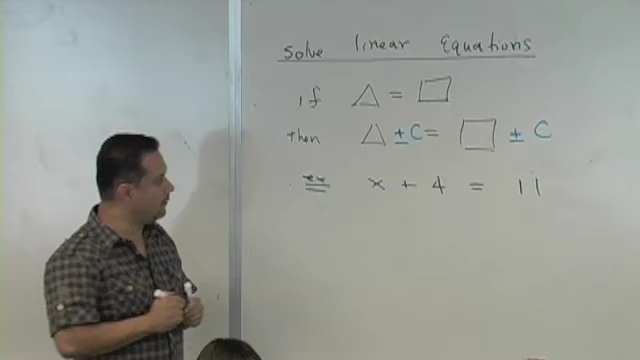 Solve linear Equations
if △ = □
then △ ± C = □ ± C
x + 4 = 11